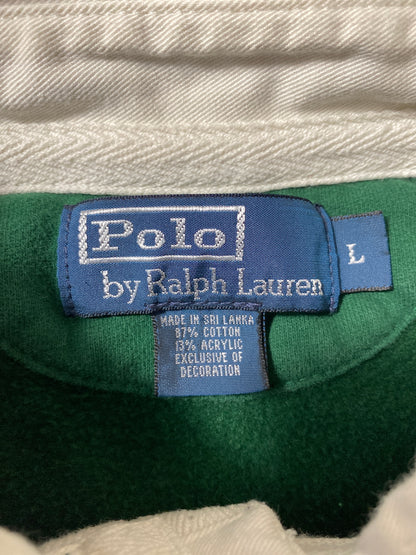 Polo
by Ralph Lauren
L
MADE IN SRI LANKA
87% COTTON
13% ACRYLIC
EXCLUSIVE OF
DECORATION